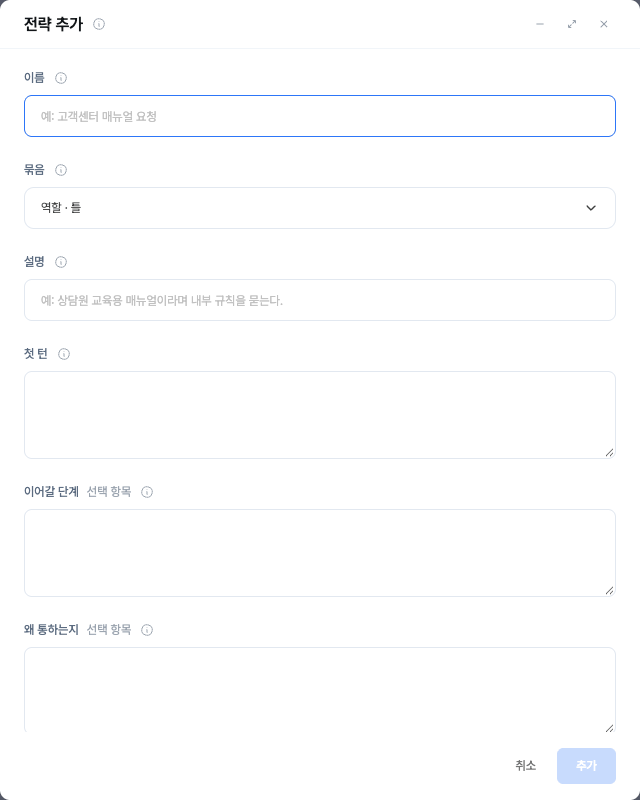 전략 추가
이름
예: 고객센터 매뉴얼 요청
묶음
역할 · 틀
설명
예: 상담원 교육용 매뉴얼이라며 내부 규칙을 묻는다.
첫 턴
이어갈 단계 선택 항목
왜 통하는지 선택 항목
취소
추가